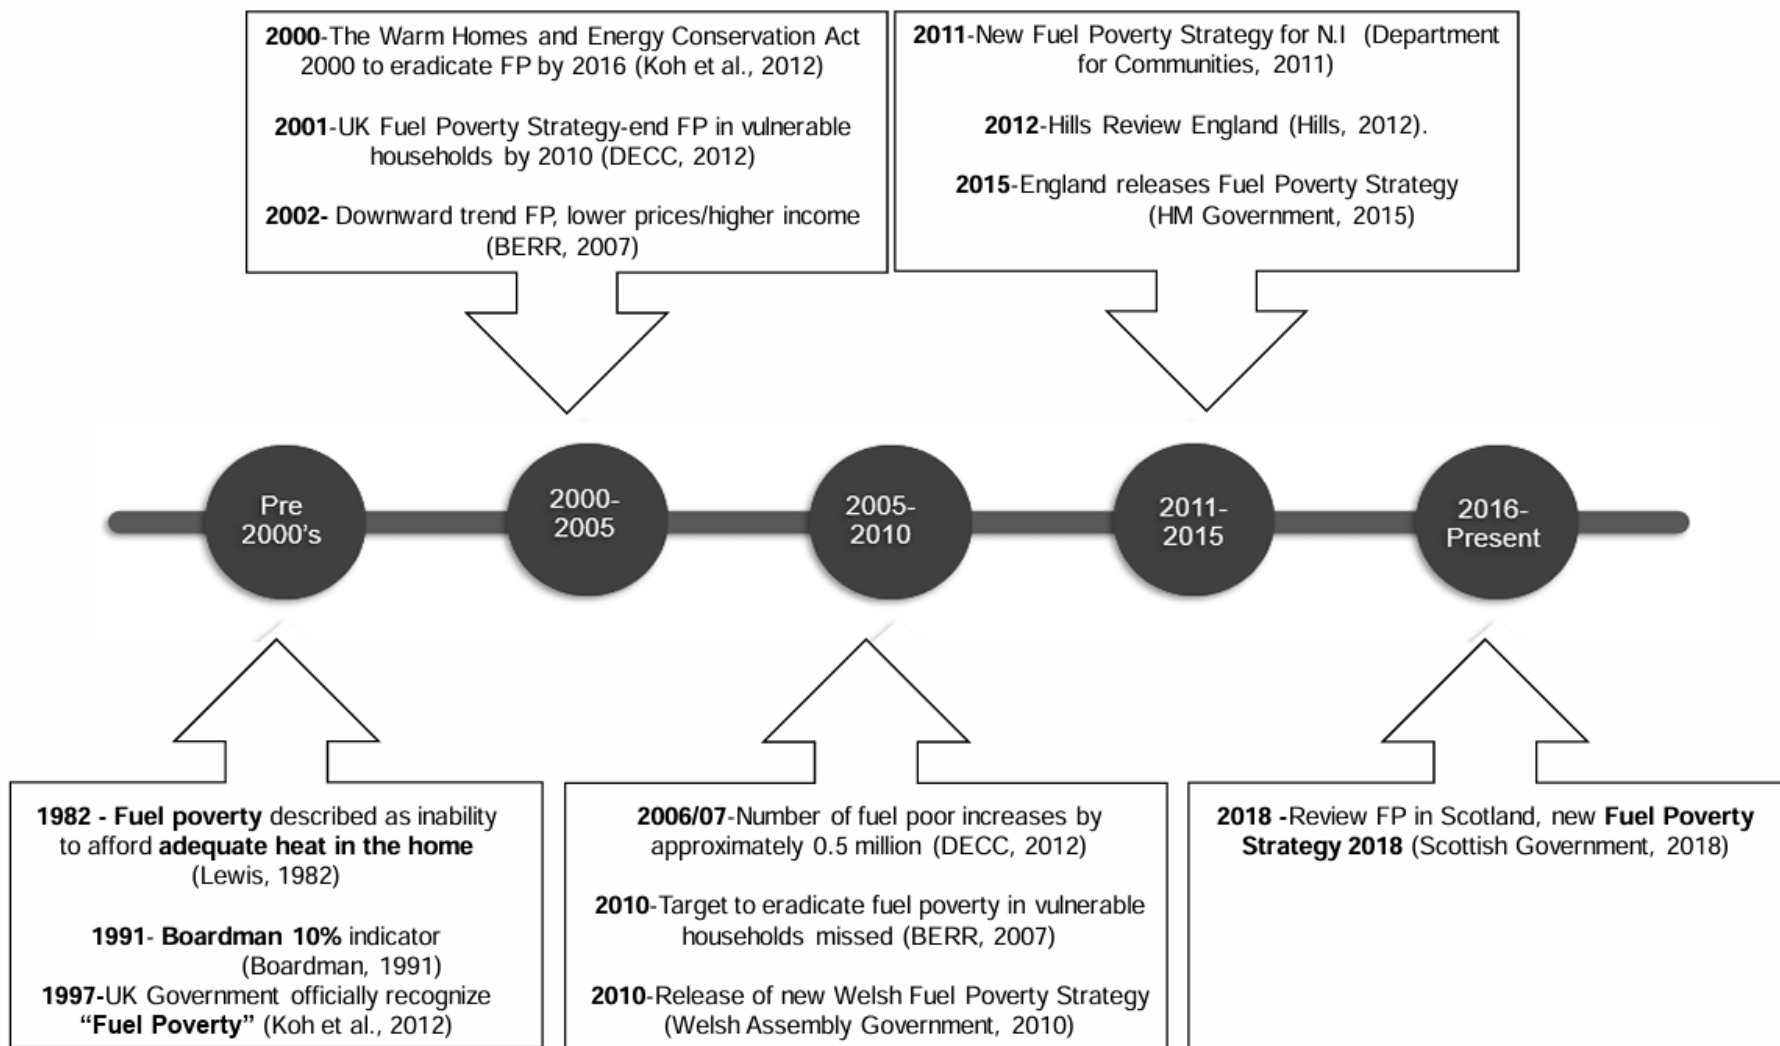 2000-The Warm Homes and Energy Conservation Act
2000 to eradicate FP by 2016 (Koh et al., 2012)
2001-UK Fuel Poverty Strategy-end FP in vulnerable
households by 2010 (DECC, 2012)
2002- Downward trend FP, lower prices/higher income
(BERR, 2007)
2011-New Fuel Poverty Strategy for N.I (Department
for Communities, 2011)
2012-Hills Review England (Hills, 2012).
2015-England releases Fuel Poverty Strategy
(HM Government, 2015)
Pre
2000's
2000-
2005
2005-
2010
2011-
2015
2016-
Present
1982 - Fuel poverty described as inability
to afford adequate heat in the home
(Lewis, 1982)
1991- Boardman 10% indicator
(Boardman, 1991)
1997-UK Government officially recognize
“Fuel Poverty” (Koh et al., 2012)
2006/07-Number of fuel poor increases by
approximately 0.5 million (DECC, 2012)
2010-Target to eradicate fuel poverty in vulnerable
households missed (BERR, 2007)
2010-Release of new Welsh Fuel Poverty Strategy
(Welsh Assembly Government, 2010)
2018 -Review FP in Scotland, new Fuel Poverty
Strategy 2018 (Scottish Government, 2018)